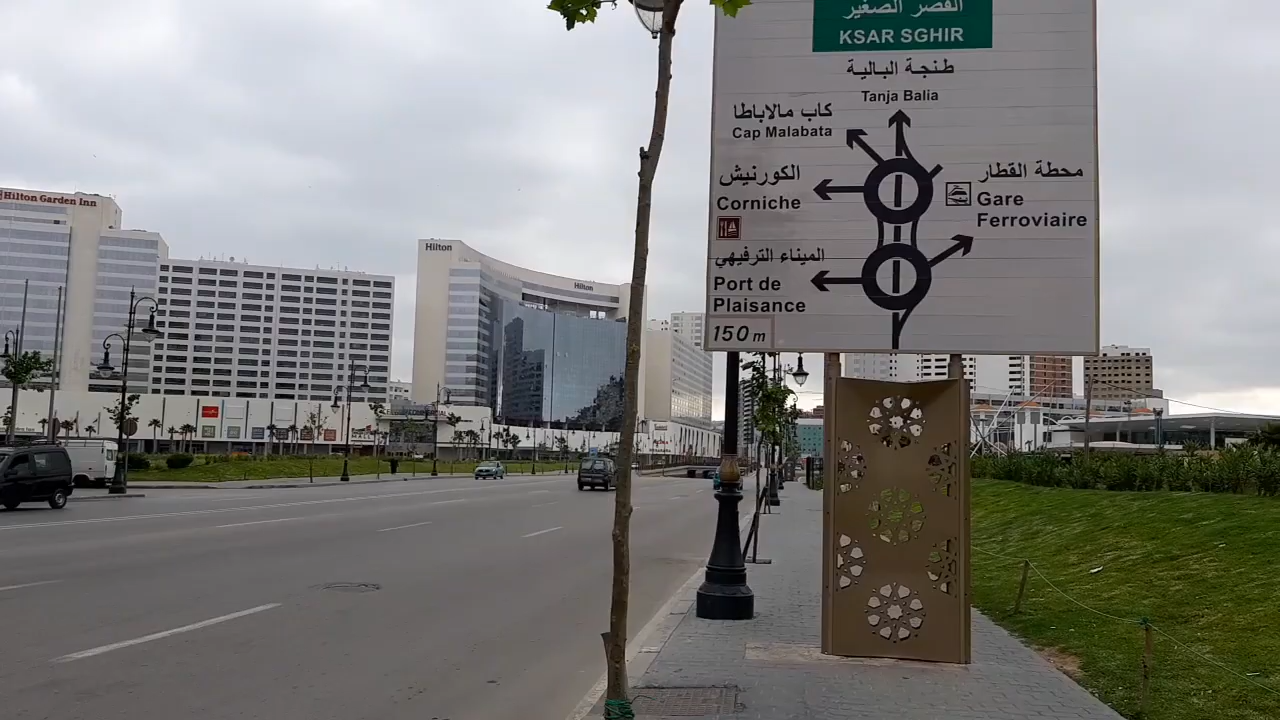 القصر الصغير
KSAR SGHIR
طنجة البالية
Tanja Balia
كاب مالاباطا
Cap Malabata
الكورنيش
Corniche
محطة القطار
Gare
Ferroviaire
الميناء الترفيهي
Port de
Plaisance
150 m
Hilton Garden Inn
Hilton
Hilton